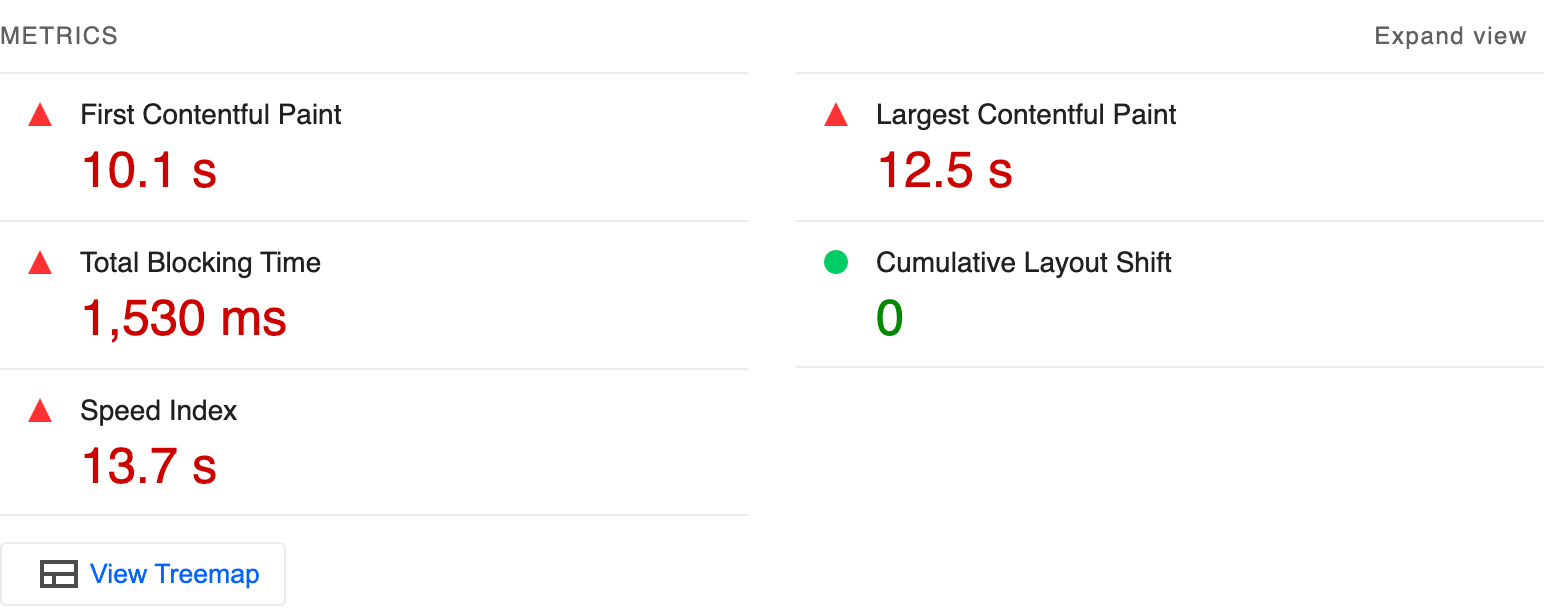 METRICS
Expand view
First Contentful Paint
10.1 s
Largest Contentful Paint
12.5 s
Total Blocking Time
1,530 ms
Cumulative Layout Shift
0
Speed Index
13.7 s
View Treemap